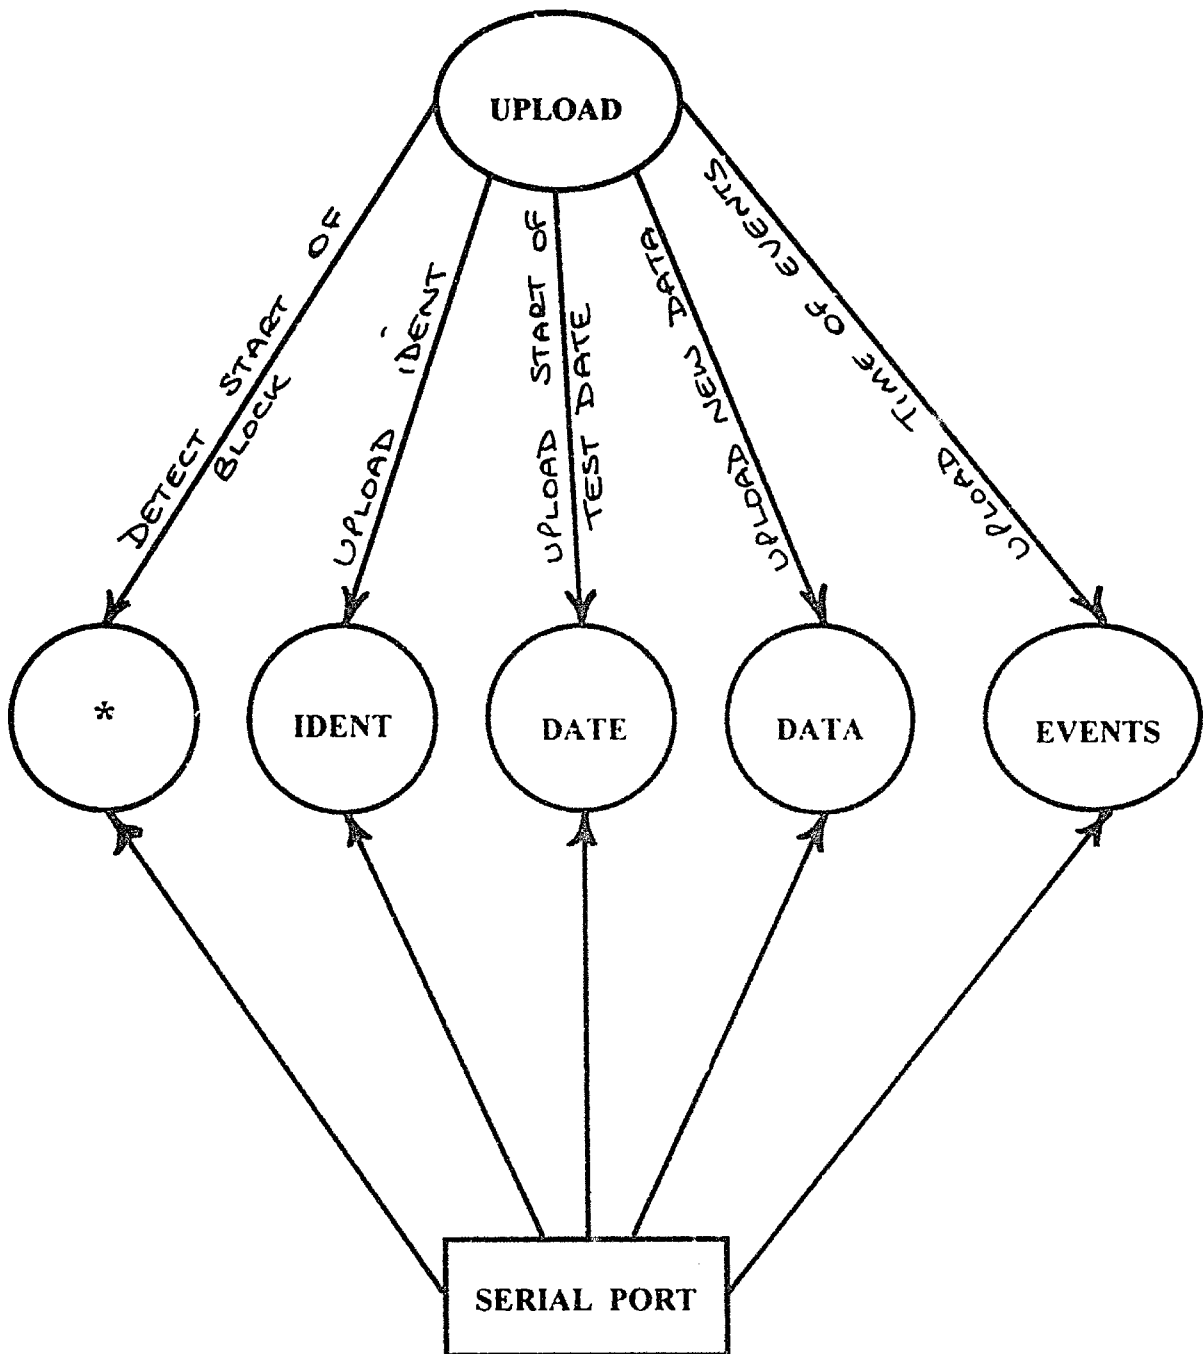 UPLOAD
DETECT START OF
BLOCK
UPLOAD IDENT
UPLOAD START OF
TEST DATE
UPLOAD NEW DATA
UPLOAD TIME OF EVENTS
*
IDENT
DATE
DATA
EVENTS
SERIAL PORT